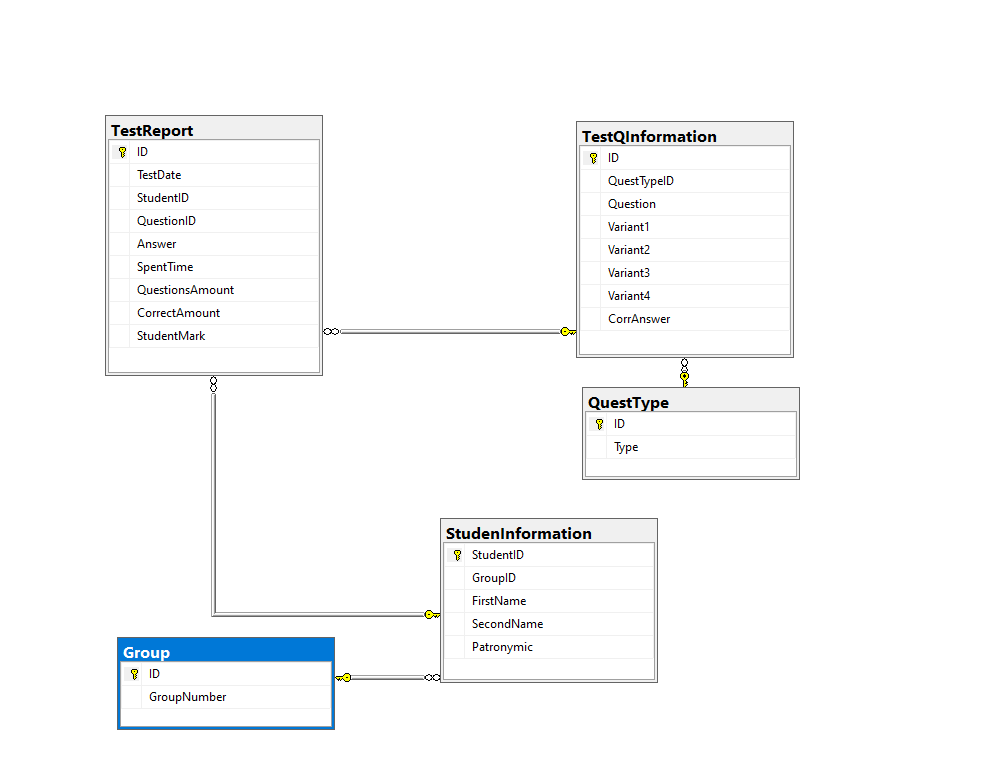 TestReport
ID
TestDate
StudentID
QuestionID
Answer
SpentTime
QuestionsAmount
CorrectAmount
StudentMark
TestQInformation
ID
QuestTypeID
Question
Variant1
Variant2
Variant3
Variant4
CorrAnswer
QuestType
ID
Type
StudenInformation
StudentID
GroupID
FirstName
SecondName
Patronymic
Group
ID
GroupNumber